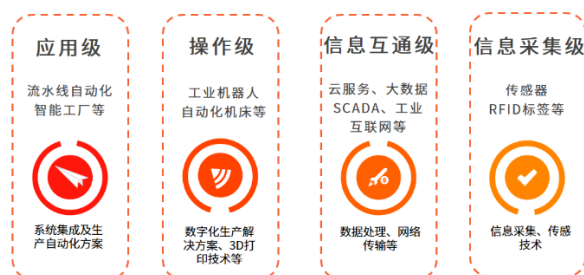 应用级
流水线自动化
智能工厂等
系统集成及生
产自动化方案
操作级
工业机器人
自动化机床等
数字化生产解
决方案、3D打
印技术等
信息互通级
云服务、大数据
SCADA、工业
互联网等
数据处理、网络
传输等
信息采集级
传感器
RFID标签等
信息采集、传感
技术